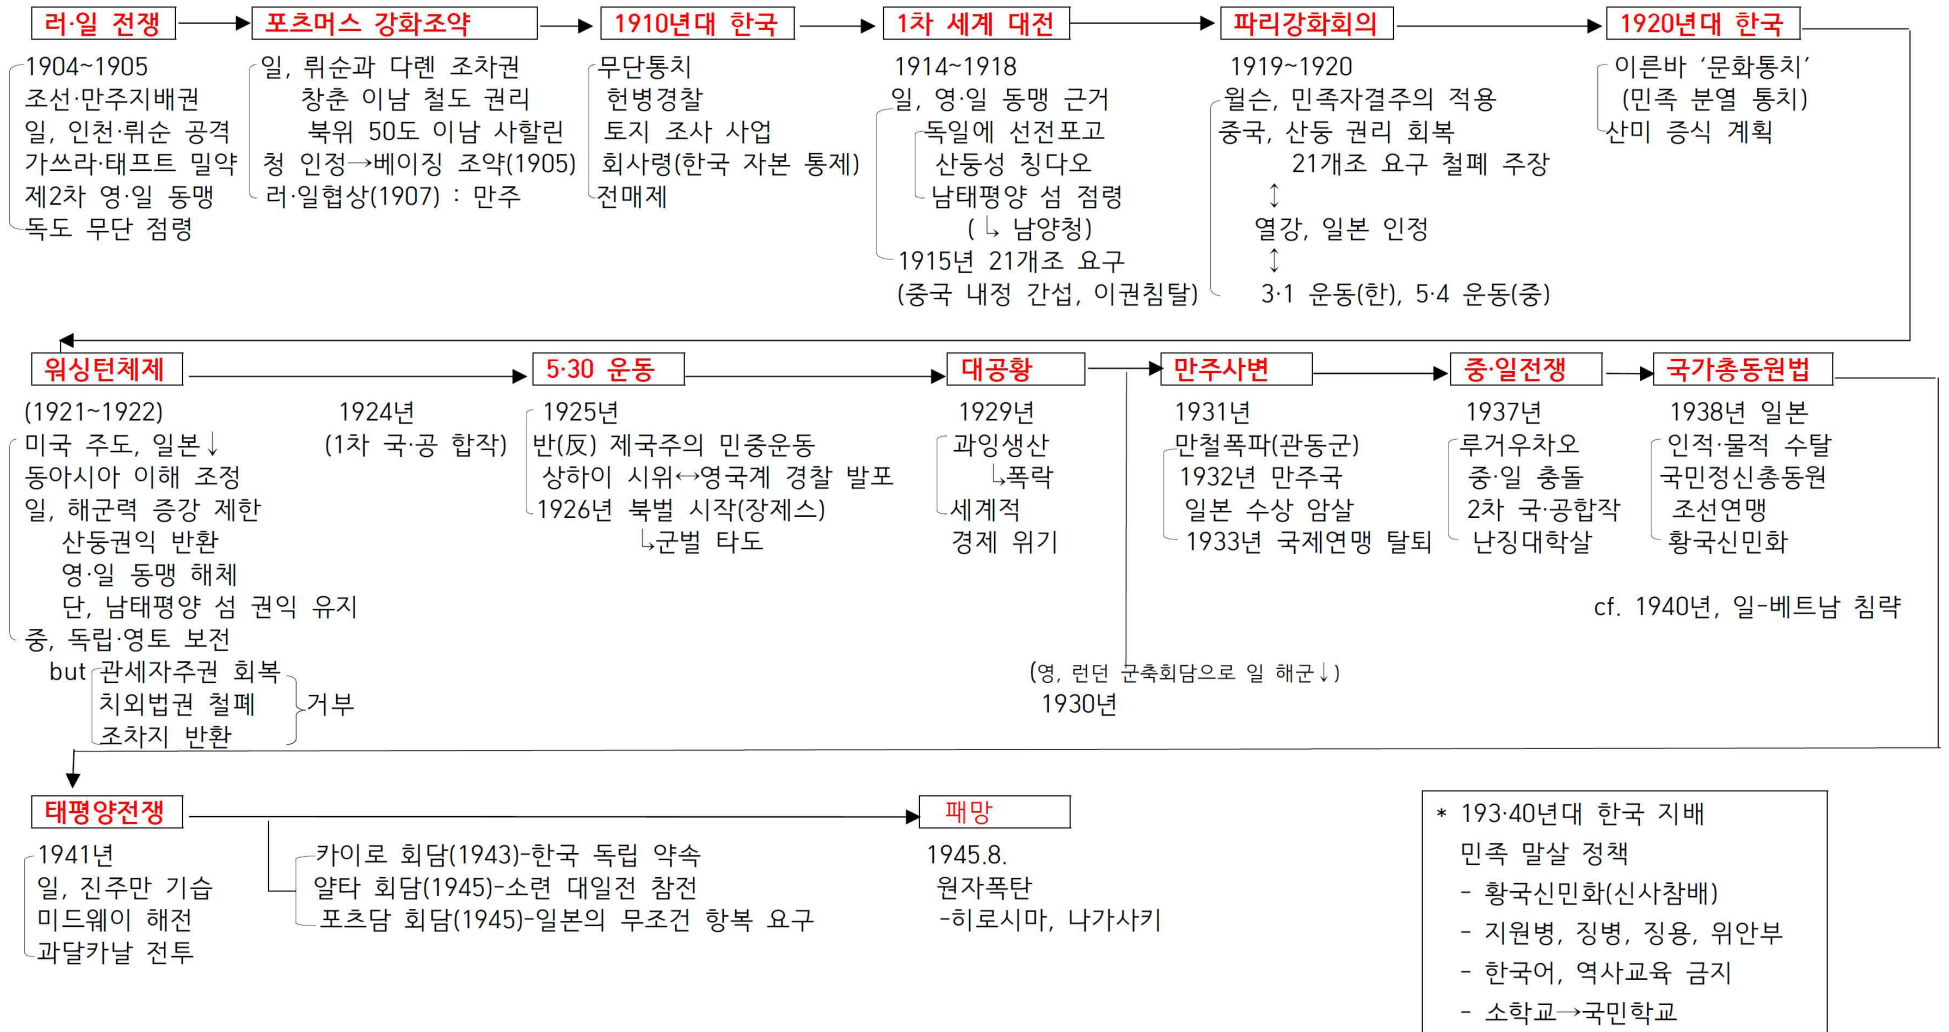 러·일 전쟁
1904~1905
조선·만주지배권
일, 인천·뤼순 공격
가쓰라·태프트 밀약
제2차 영·일 동맹
독도 무단 점령
포츠머스 강화조약
일, 뤼순과 다롄 조차권
창춘 이남 철도 권리
북위 50도 이남 사할린
청 인정→베이징 조약(1905)
러·일협상(1907) : 만주
1910년대 한국
무단통치
헌병경찰
토지 조사 사업
회사령(한국 자본 통제)
전매제
1차 세계 대전
1914~1918
일, 영·일 동맹 근거
독일에 선전포고
산둥성 칭다오
남태평양 섬 점령
( ↳ 남양청)
1915년 21개조 요구
(중국 내정 간섭, 이권침탈)
파리강화회의
1919~1920
윌슨, 민족자결주의 적용
중국, 산둥 권리 회복
21개조 요구 철폐 주장
↕
열강, 일본 인정
↕
3·1 운동(한), 5·4 운동(중)
1920년대 한국
이른바 ‘문화통치’
(민족 분열 통치)
산미 증식 계획
워싱턴체제
(1921~1922)
미국 주도, 일본↓
동아시아 이해 조정
일, 해군력 증강 제한
산둥권익 반환
영·일 동맹 해체
단, 남태평양 섬 권익 유지
중, 독립·영토 보전
but 관세자주권 회복
치외법권 철폐
조차지 반환
거부
1924년
(1차 국·공 합작)
5·30 운동
1925년
반(反) 제국주의 민중운동
상하이 시위↔영국계 경찰 발포
1926년 북벌 시작(장제스)
↳군벌 타도
대공황
1929년
과잉생산
↳폭락
세계적
경제 위기
(영, 런던 군축회담으로 일 해군↓)
1930년
만주사변
1931년
만철폭파(관동군)
1932년 만주국
일본 수상 암살
1933년 국제연맹 탈퇴
중·일전쟁
1937년
루거우차오
중·일 충돌
2차 국·공합작
난징대학살
국가총동원법
1938년 일본
인적·물적 수탈
국민정신총동원
조선연맹
황국신민화
cf. 1940년, 일-베트남 침략
태평양전쟁
1941년
일, 진주만 기습
미드웨이 해전
과달카날 전투
카이로 회담(1943)-한국 독립 약속
얄타 회담(1945)-소련 대일전 참전
포츠담 회담(1945)-일본의 무조건 항복 요구
패망
1945.8.
원자폭탄
-히로시마, 나가사키
* 193·40년대 한국 지배
민족 말살 정책
- 황국신민화(신사참배)
- 지원병, 징병, 징용, 위안부
- 한국어, 역사교육 금지
- 소학교→국민학교